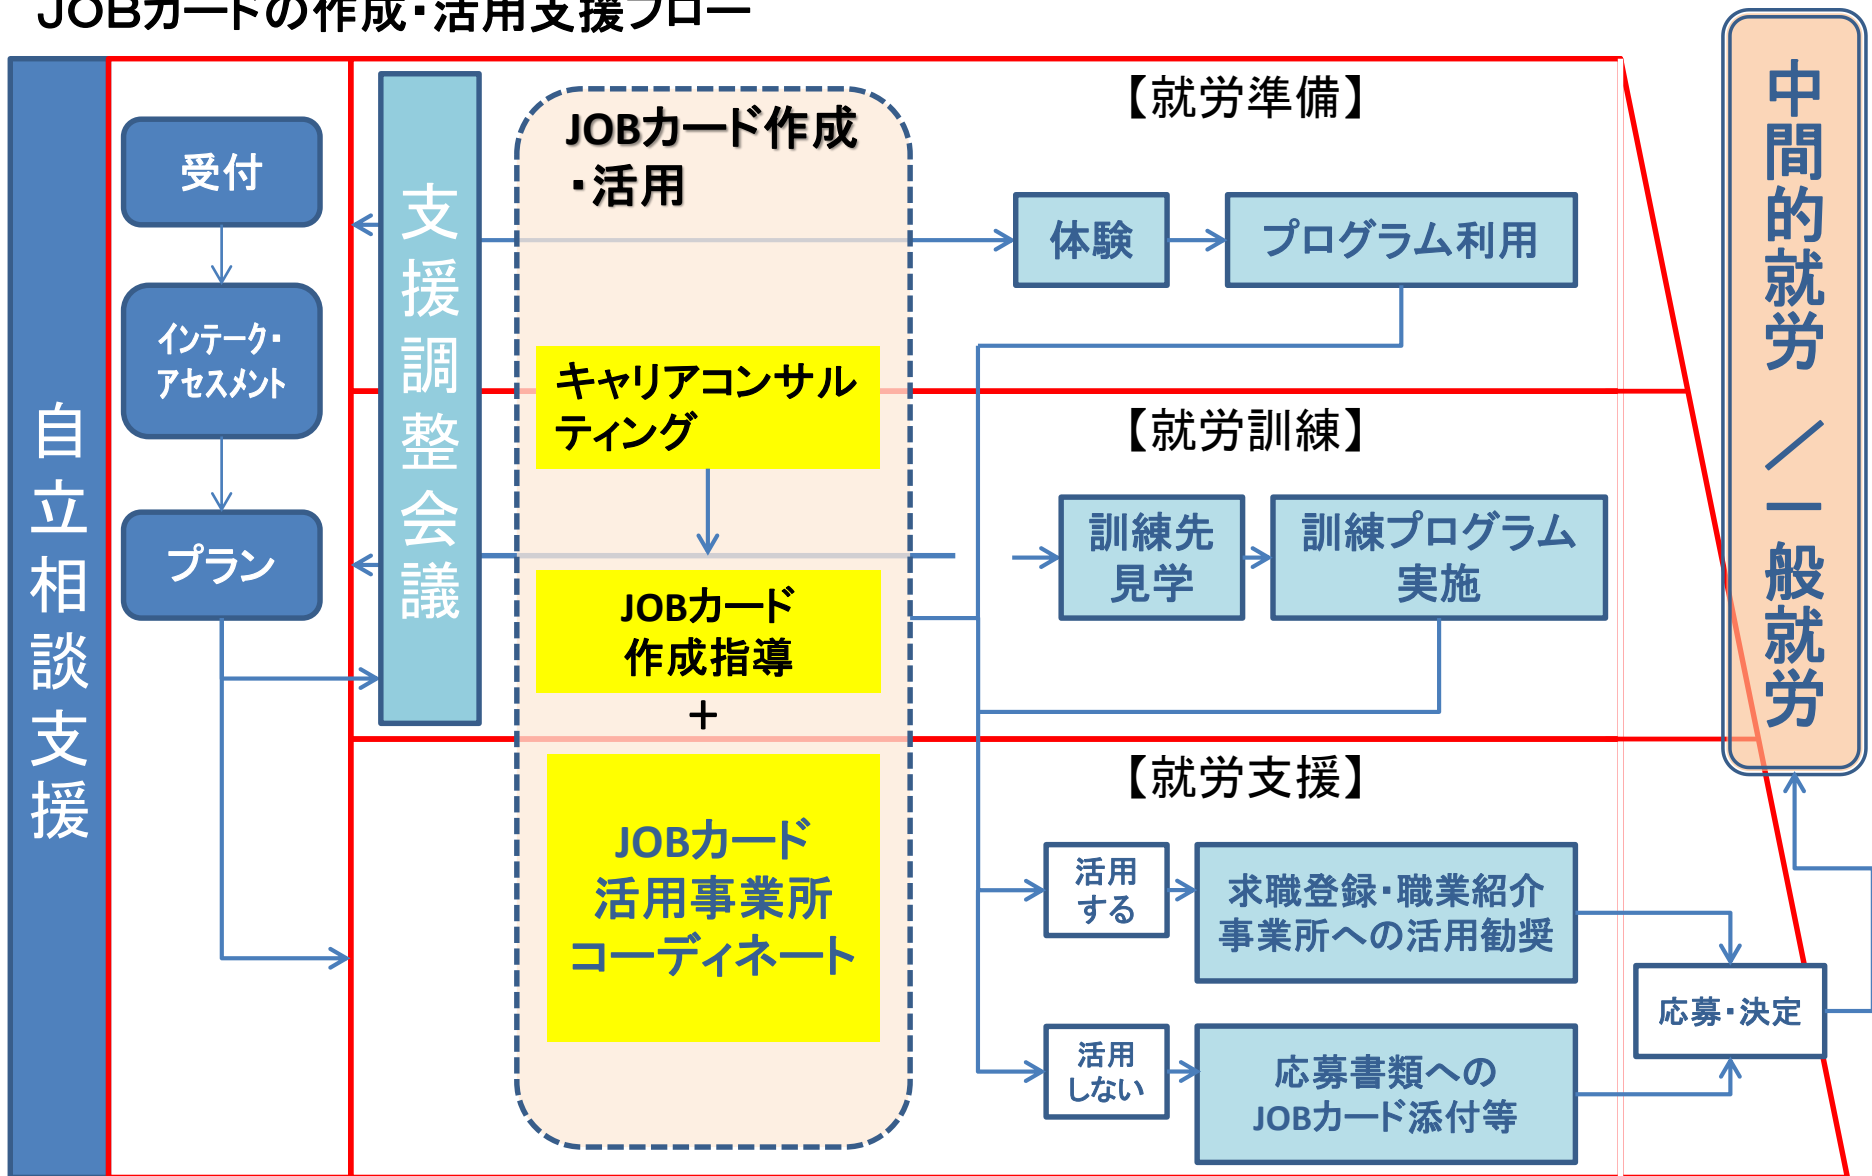 JOBカードの作成・活用支援フロー
自立相談支援
受付
インテーク・
アセスメント
プラン
支援調整会議
JOBカード作成
・活用
キャリアコンサル
ティング
JOBカード
作成指導
＋
JOBカード
活用事業所
コーディネート
【就労準備】
体験
プログラム利用
【就労訓練】
訓練先
見学
訓練プログラム
実施
【就労支援】
活用
する
求職登録・職業紹介
事業所への活用勧奨
活用
しない
応募書類への
JOBカード添付等
応募・決定
中間的就労／一般就労